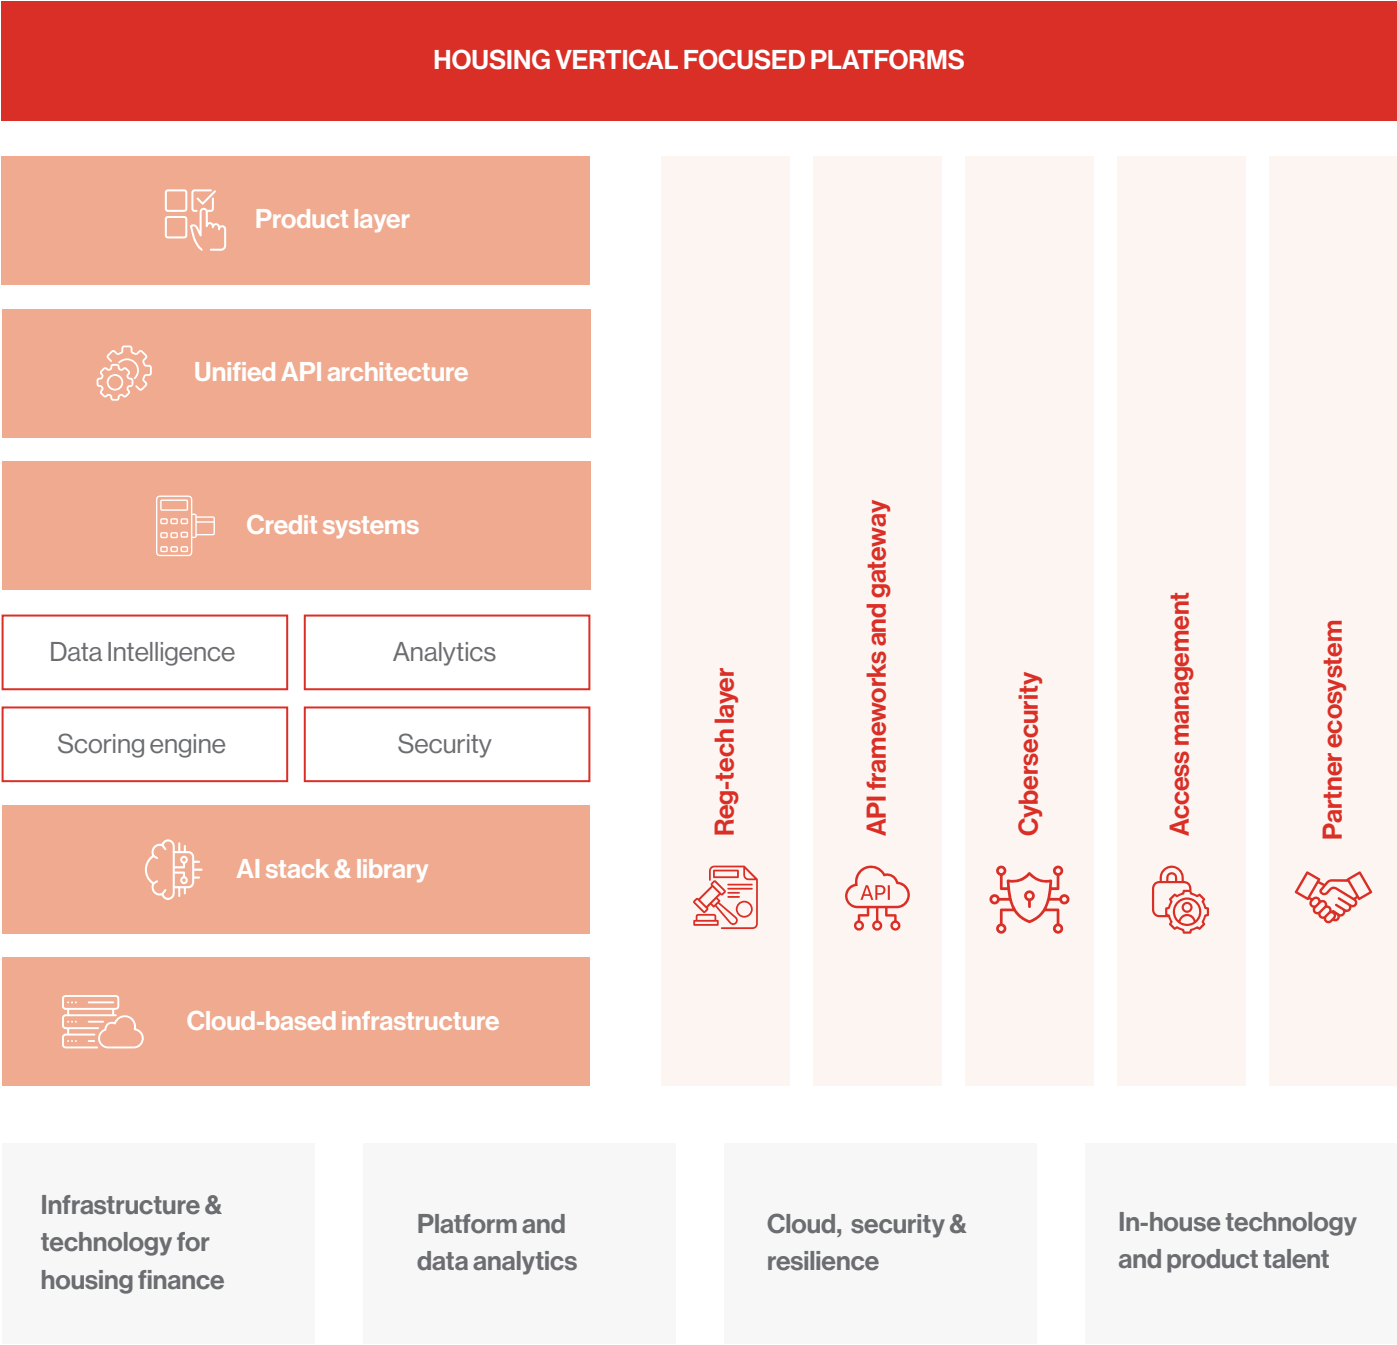 HOUSING VERTICAL FOCUSED PLATFORMS
Product layer
Unified API architecture
Credit systems
Data Intelligence
Analytics
Scoring engine
Security
AI stack & library
Cloud-based infrastructure
Reg-tech layer
API frameworks and gateway
API
Cybersecurity
Access management
Partner ecosystem
Infrastructure &
technology for
housing finance
Platform and
data analytics
Cloud, security &
resilience
In-house technology
and product talent